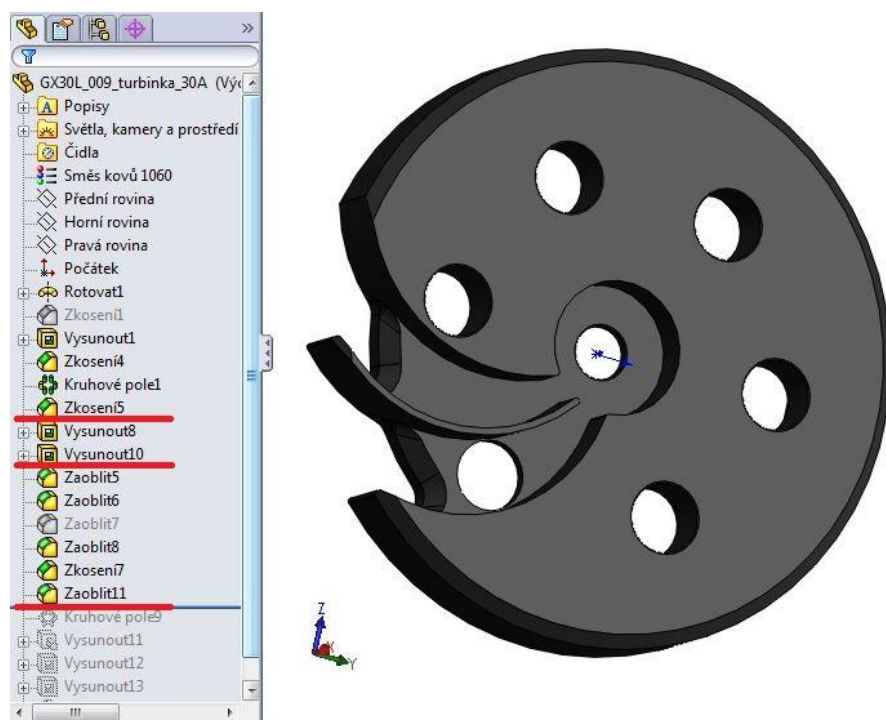 »
GX30L_009_turbinka_30A (Výc
A Popisy
Světla, kamery a prostředí
Čidla
Směs kovů 1060
Přední rovina
Horní rovina
Pravá rovina
Počátek
Rotovat1
Zkosení1
Vysunout1
Zkosení4
Kruhové pole1
Zkosení5
Vysunout8
Vysunout10
Zaoblit5
Zaoblit6
Zaoblit7
Zaoblit8
Zkosení7
Zaoblit11
Kruhové pole9
Vysunout11
Vysunout12
Vysunout13
Z
X
Y